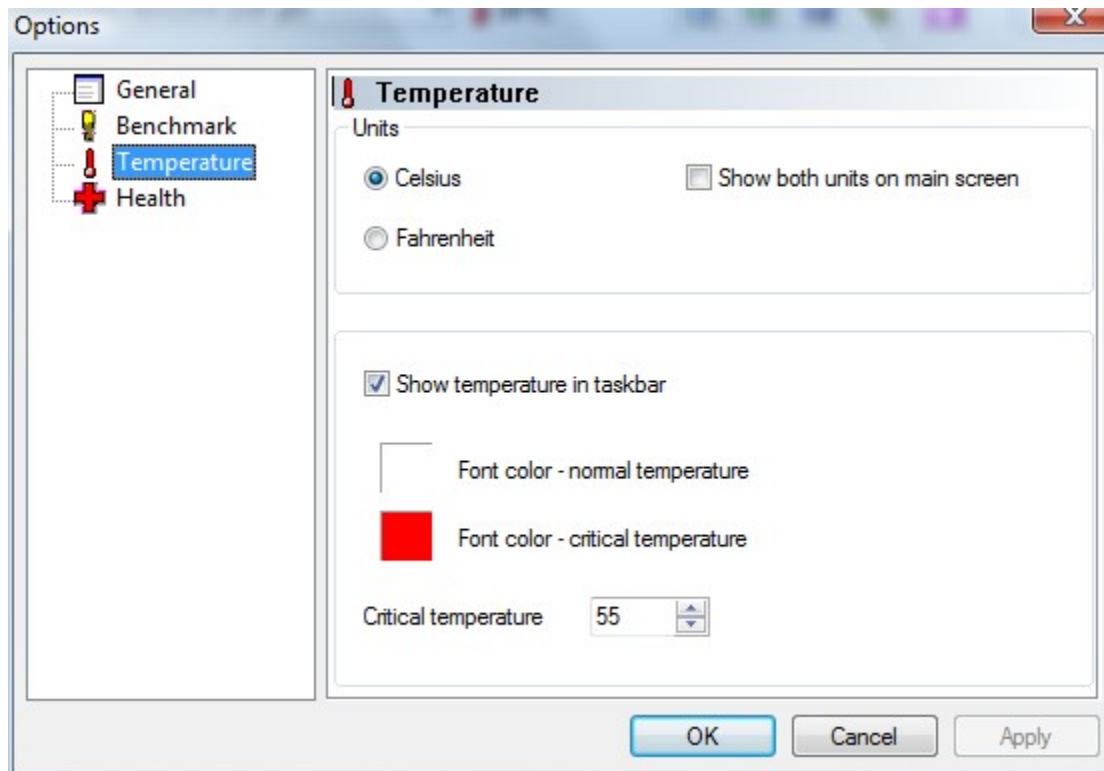 Options
General
Benchmark
Temperature
Health
Temperature
Units
Celsius
Show both units on main screen
Fahrenheit
Show temperature in taskbar
Font color - normal temperature
Font color - critical temperature
Critical temperature 55
OK Cancel Apply